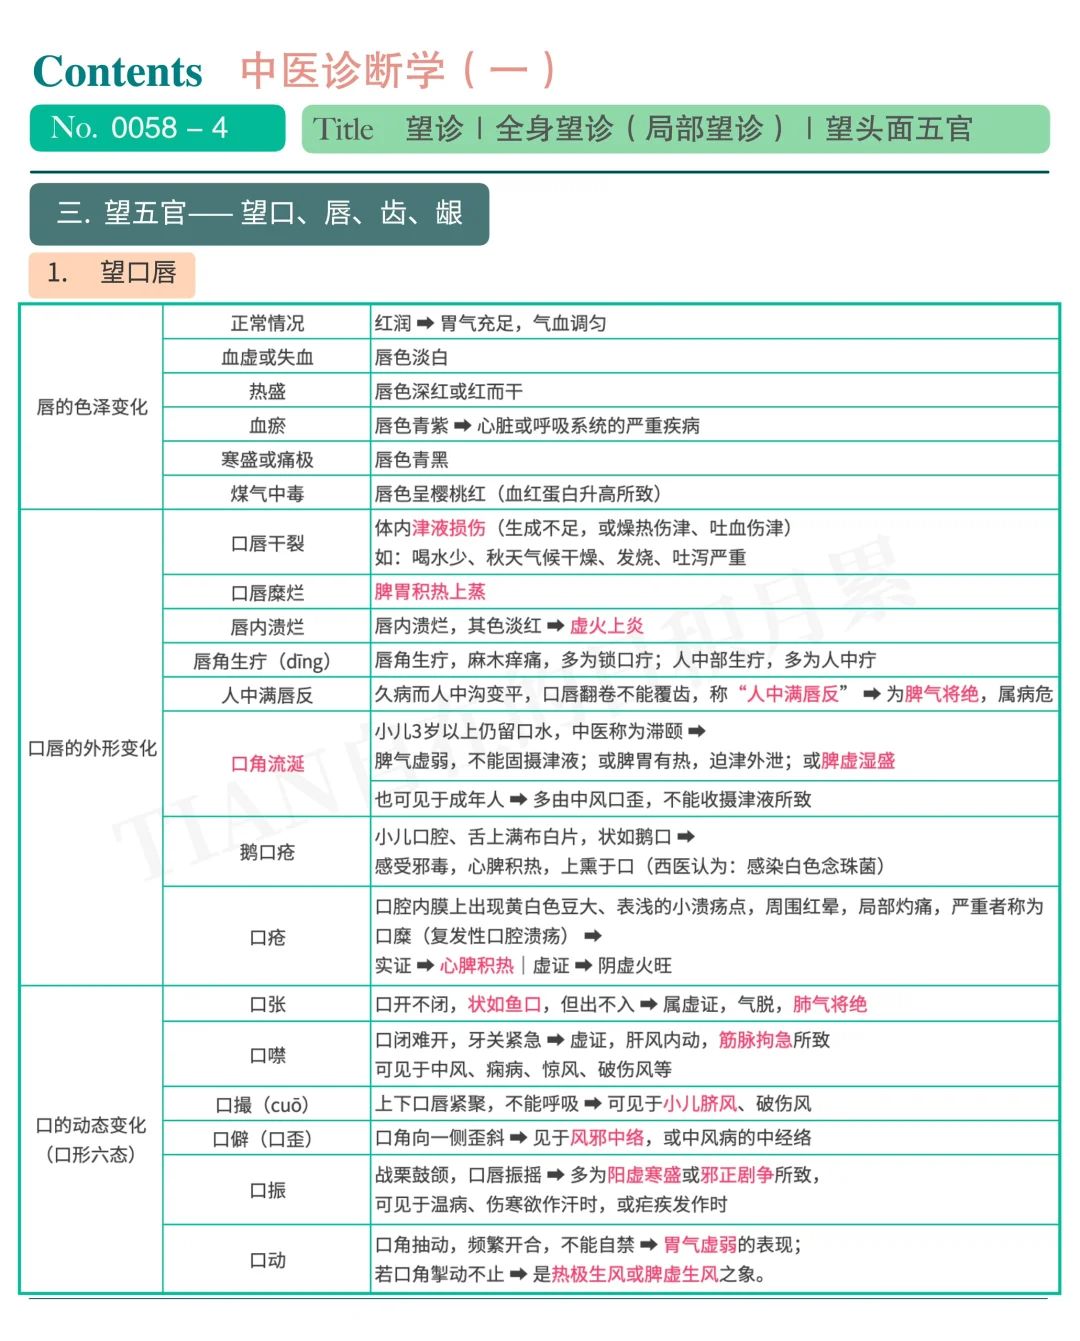 Contents 中医诊断学（一）
No. 0058 – 4
Title 望诊 | 全身望诊（局部望诊）| 望头面五官
三. 望五官—— 望口、唇、齿、龈
1. 望口唇
唇的色泽变化
正常情况 红润 ➡ 胃气充足，气血调匀
血虚或失血 唇色淡白
热盛 唇色深红或红而干
血瘀 唇色青紫 ➡ 心脏或呼吸系统的严重疾病
寒盛或痛极 唇色青黑
煤气中毒 唇色呈樱桃红（血红蛋白升高所致）
口唇的外形变化
口唇干裂 体内津液损伤（生成不足，或燥热伤津、吐血伤津）
如：喝水少、秋天气候干燥、发烧、吐泻严重
口唇糜烂 脾胃积热上蒸
唇内溃烂 唇内溃烂，其色淡红 ➡ 虚火上炎
唇角生疔（dīng） 唇角生疔，麻木痒痛，多为锁口疔；人中部生疔，多为人中疔
人中满唇反 久病而人中沟变平，口唇翻卷不能覆齿，称“人中满唇反” ➡ 为脾气将绝，属病危
口角流涎
小儿3岁以上仍留口水，中医称为滞颐 ➡
脾气虚弱，不能固摄津液；或脾胃有热，迫津外泄；或脾虚湿盛
也可见于成年人 ➡ 多由中风口歪，不能收摄津液所致
鹅口疮
小儿口腔、舌上满布白片，状如鹅口 ➡
感受邪毒，心脾积热，上熏于口（西医认为：感染白色念珠菌）
口疮
口腔内膜上出现黄白色豆大、表浅的小溃疡点，周围红晕，局部灼痛，严重者称为
口糜（复发性口腔溃疡） ➡
实证 ➡ 心脾积热｜虚证 ➡ 阴虚火旺
口的动态变化
（口形六态）
口张 口开不闭，状如鱼口，但出不入 ➡ 属虚证，气脱，肺气将绝
口噤 口闭难开，牙关紧急 ➡ 虚证，肝风内动，筋脉拘急所致
可见于中风、痫病、惊风、破伤风等
口撮（cuō） 上下口唇紧聚，不能呼吸 ➡ 可见于小儿脐风、破伤风
口僻（口歪） 口角向一侧歪斜 ➡ 见于风邪中络，或中风病的中经络
口振 战栗鼓颌，口唇振摇 ➡ 多为阳虚寒盛或邪正剧争所致，
可见于温病、伤寒欲作汗时，或疟疾发作时
口动 口角抽动，频繁开合，不能自禁 ➡ 胃气虚弱的表现；
若口角掣动不止 ➡ 是热极生风或脾虚生风之象。